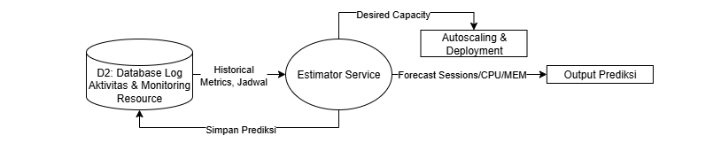 Desired Capacity
Autoscaling &
Deployment
D2: Database Log
Aktivitas & Monitoring
Resource
Historical
Metrics, Jadwal
Estimator Service
Forecast Sessions/CPU/MEM
Output Prediksi
Simpan Prediksi